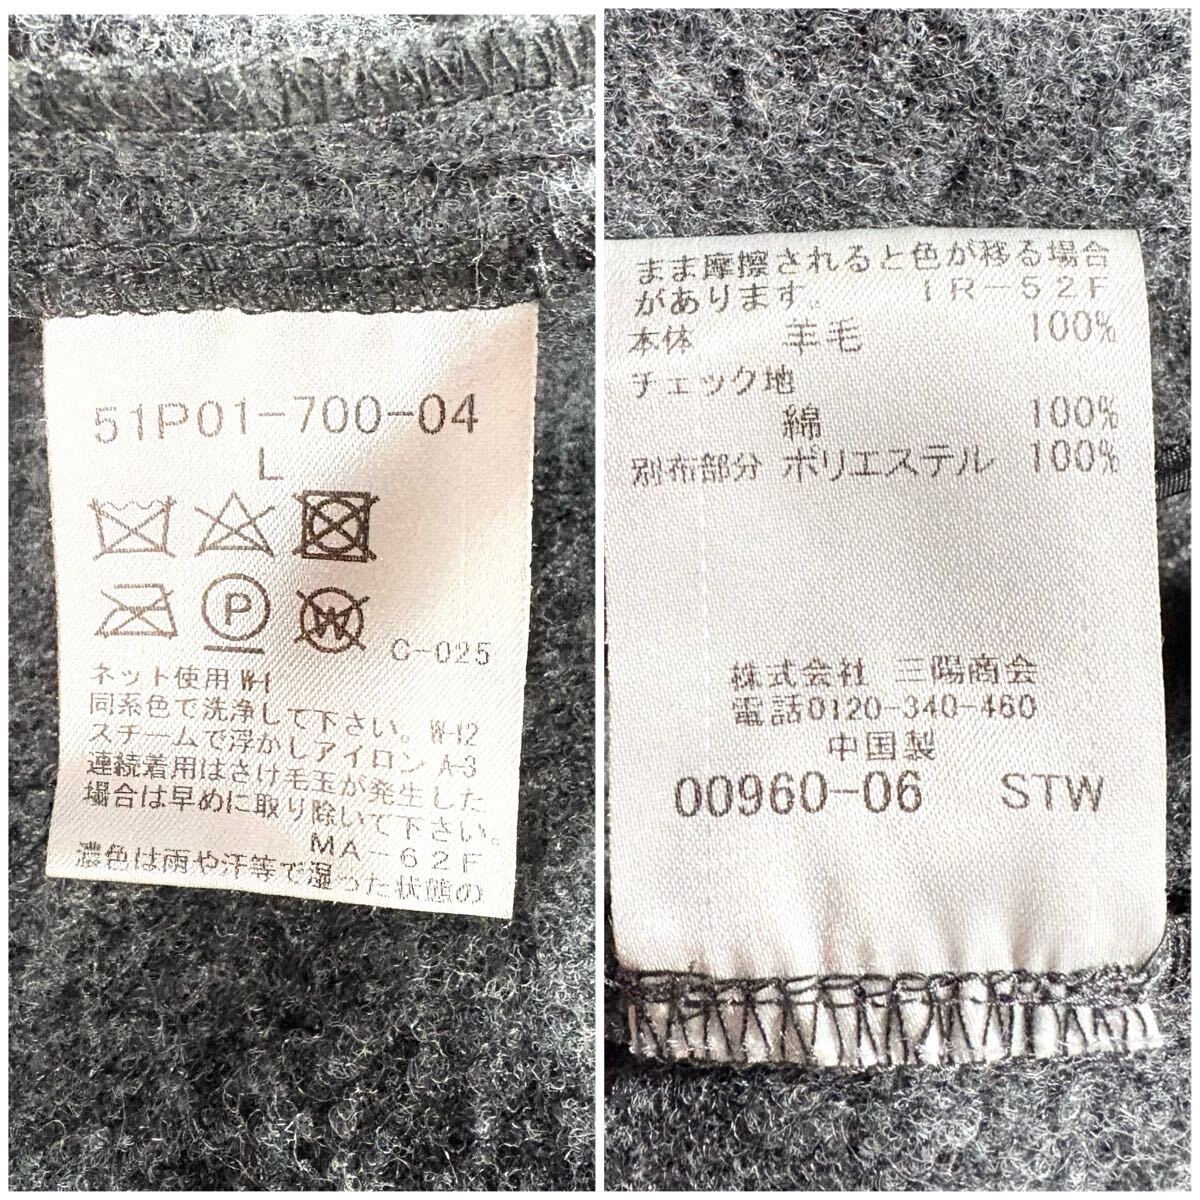 51P01-700-04
L
P
W
C-025
ネット使用 W-1
同系色で洗浄して下さい。W-12
スチームで浮かしアイロン A-3
連続着用はさけ毛玉が発生した
場合は早めに取り除いて下さい。
MA-62F
濃色は雨や汗等で湿った状態の
まま摩擦されると色が移る場合
があります。 IR-52F
本体 羊毛 100%
チェック地
綿 100%
別布部分 ポリエステル 100%
株式会社 三陽商会
電話0120-340-460
中国製
00960-06 STW